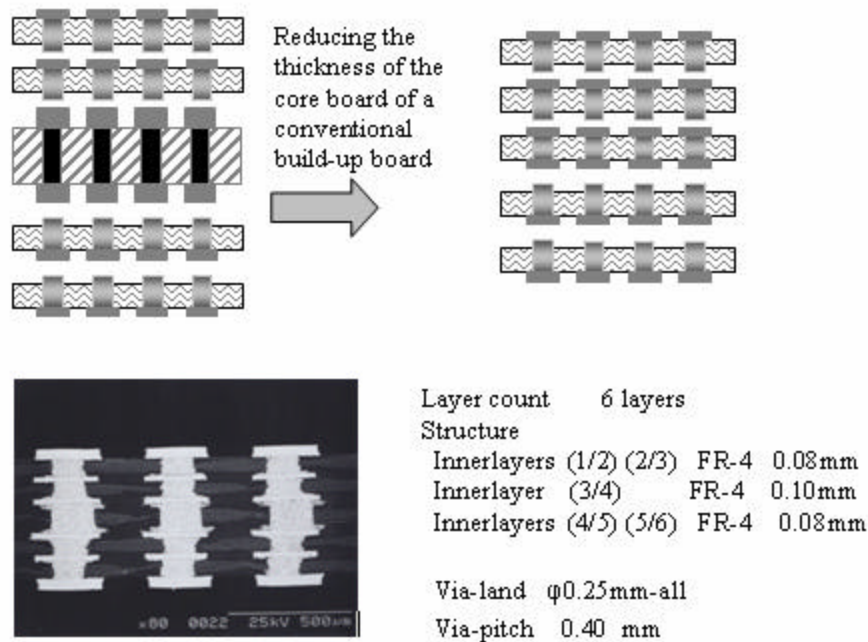 Reducing the
thickness of the
core board of a
conventional
build-up board
Layer count 6 layers
Structure
Innerlayers (1/2) (2/3) FR-4 0.08mm
Innerlayer (3/4) FR-4 0.10mm
Innerlayers (4/5) (5/6) FR-4 0.08mm
Via-land φ0.25mm-all
Via-pitch 0.40 mm
×80 0022 25kV 500μm